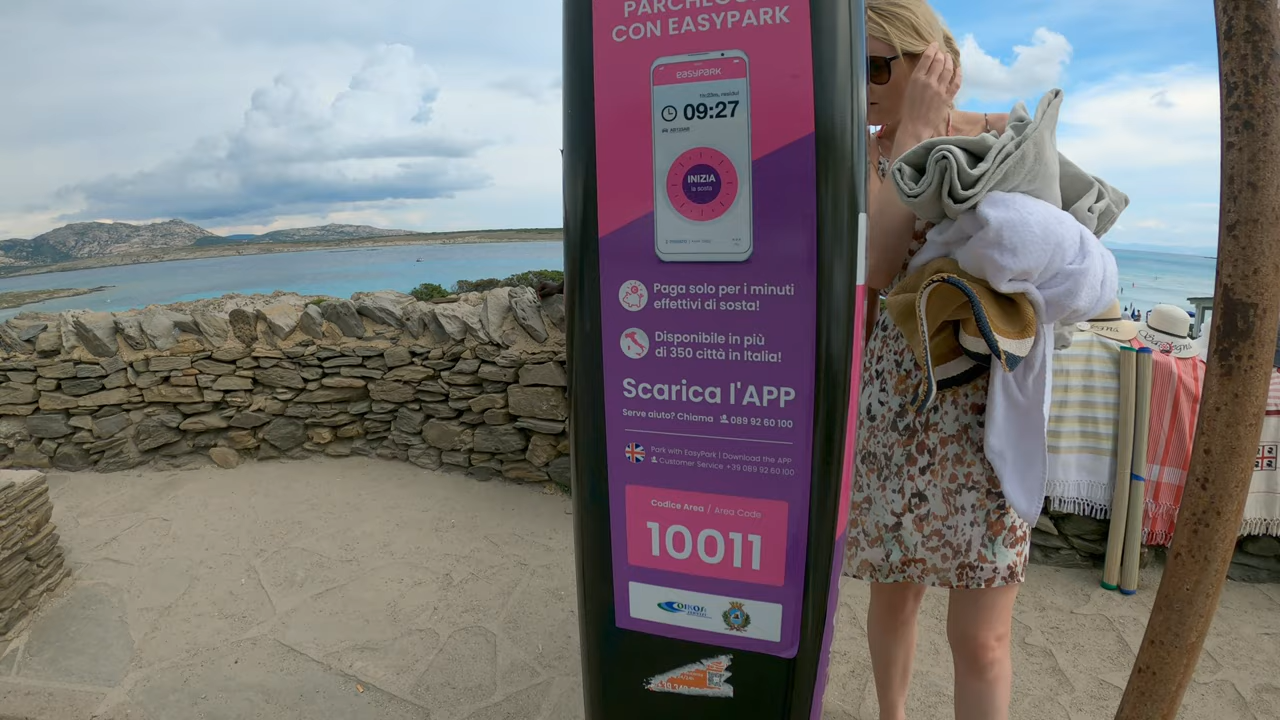 CON EASYPARK
easypark
09:27
INIZIA
la sosta
Paga solo per i minuti
effettivi di sosta!
Disponibile in più
di 350 città in Italia!
Scarica l'APP
Serve aiuto? Chiama 089 92 60 100
Park with EasyPark | Download the APP
Customer Service +39 089 92 60 100
Codice Area / Area Code
10011